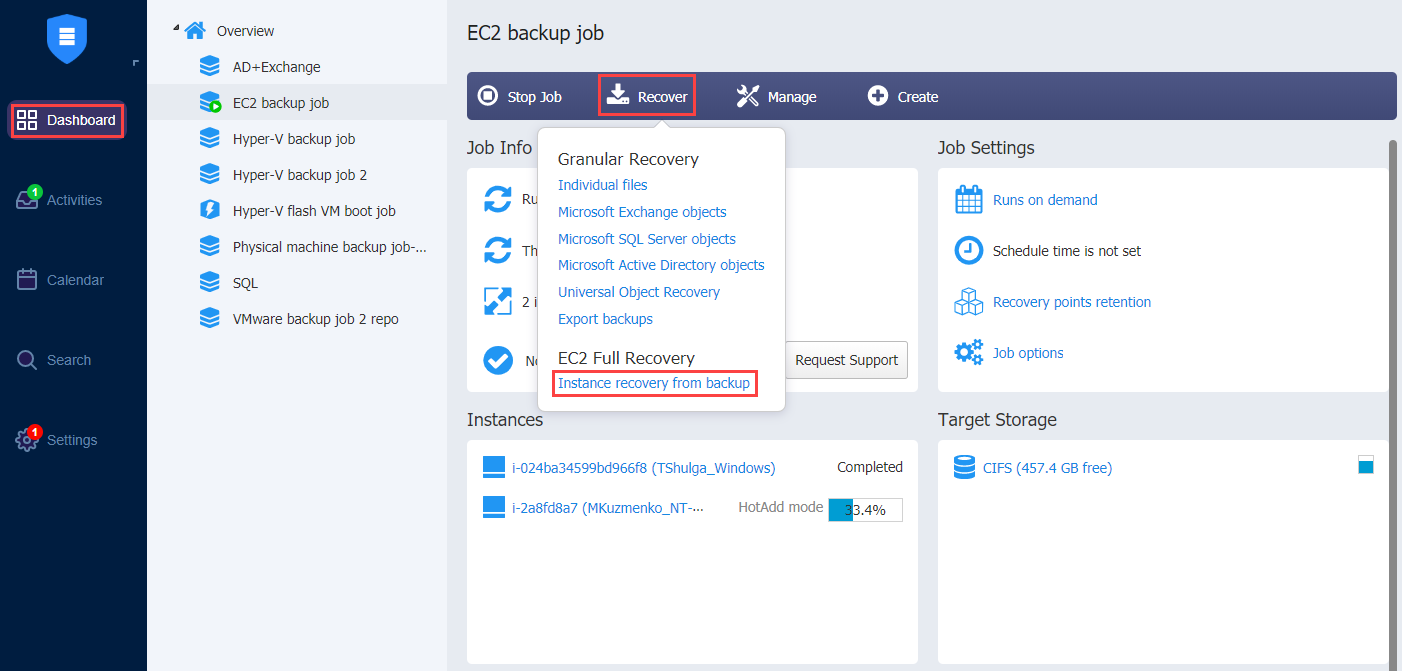 Dashboard
1
Activities
Calendar
Search
1
Settings
Overview
AD+Exchange
EC2 backup job
Hyper-V backup job
Hyper-V backup job 2
Hyper-V flash VM boot job
Physical machine backup job-...
SQL
VMware backup job 2 repo
EC2 backup job
Stop Job
Recover
Manage
Create
Job Info
Ru
Th
2 i
No
Request Support
Granular Recovery
Individual files
Microsoft Exchange objects
Microsoft SQL Server objects
Microsoft Active Directory objects
Universal Object Recovery
Export backups
EC2 Full Recovery
Instance recovery from backup
Job Settings
Runs on demand
Schedule time is not set
Recovery points retention
Job options
Instances
i-024ba34599bd966f8 (TShulga_Windows) Completed
i-2a8fd8a7 (MKuzmenko_NT-... HotAdd mode 33.4%
Target Storage
CIFS (457.4 GB free)